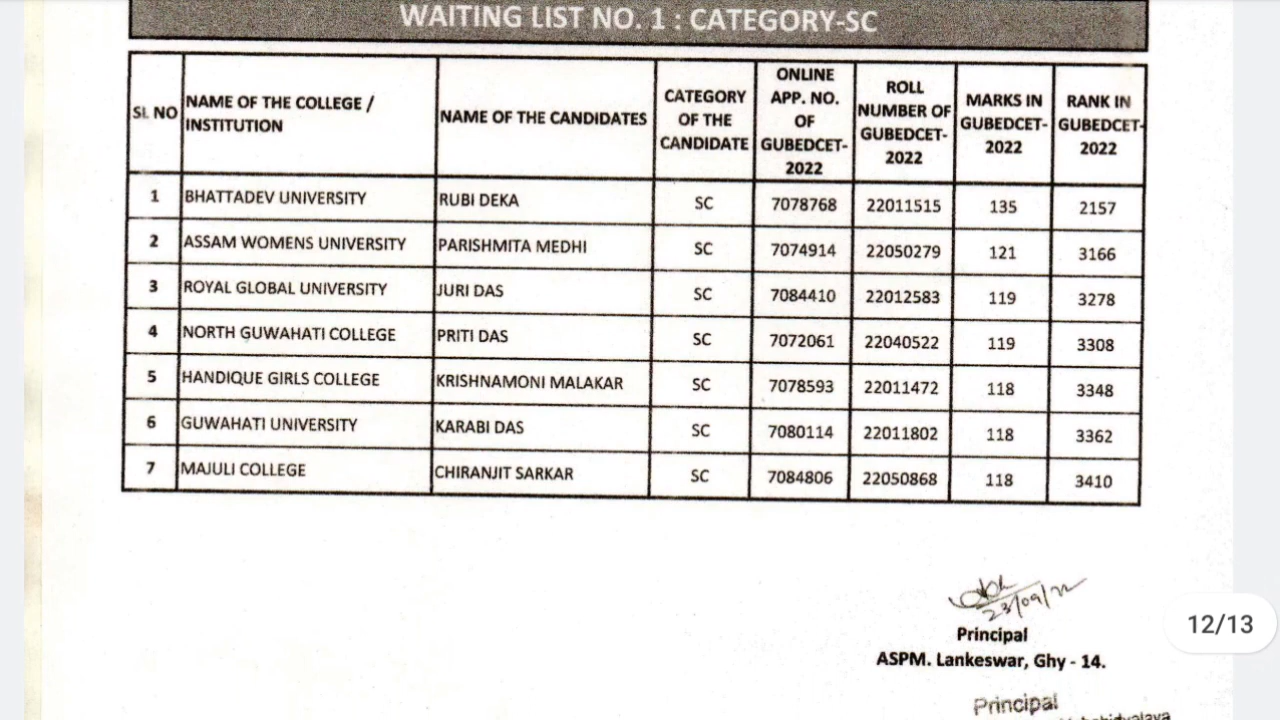 WAITING LIST NO. 1 : CATEGORY-SC
SL NO | NAME OF THE COLLEGE / INSTITUTION | NAME OF THE CANDIDATES | CATEGORY OF THE CANDIDATE | ONLINE APP. NO. OF GUBEDCET-2022 | ROLL NUMBER OF GUBEDCET-2022 | MARKS IN GUBEDCET-2022 | RANK IN GUBEDCET-2022
1 | BHATTADEV UNIVERSITY | RUBI DEKA | SC | 7078768 | 22011515 | 135 | 2157
2 | ASSAM WOMENS UNIVERSITY | PARISHMITA MEDHI | SC | 7074914 | 22050279 | 121 | 3166
3 | ROYAL GLOBAL UNIVERSITY | JURI DAS | SC | 7084410 | 22012583 | 119 | 3278
4 | NORTH GUWAHATI COLLEGE | PRITI DAS | SC | 7072061 | 22040522 | 119 | 3308
5 | HANDIQUE GIRLS COLLEGE | KRISHNAMONI MALAKAR | SC | 7078593 | 22011472 | 118 | 3348
6 | GUWAHATI UNIVERSITY | KARABI DAS | SC | 7080114 | 22011802 | 118 | 3362
7 | MAJULI COLLEGE | CHIRANJIT SARKAR | SC | 7084806 | 22050868 | 118 | 3410
23/09/22
Principal
ASPM. Lankeswar, Ghy - 14.
12/13
Principal